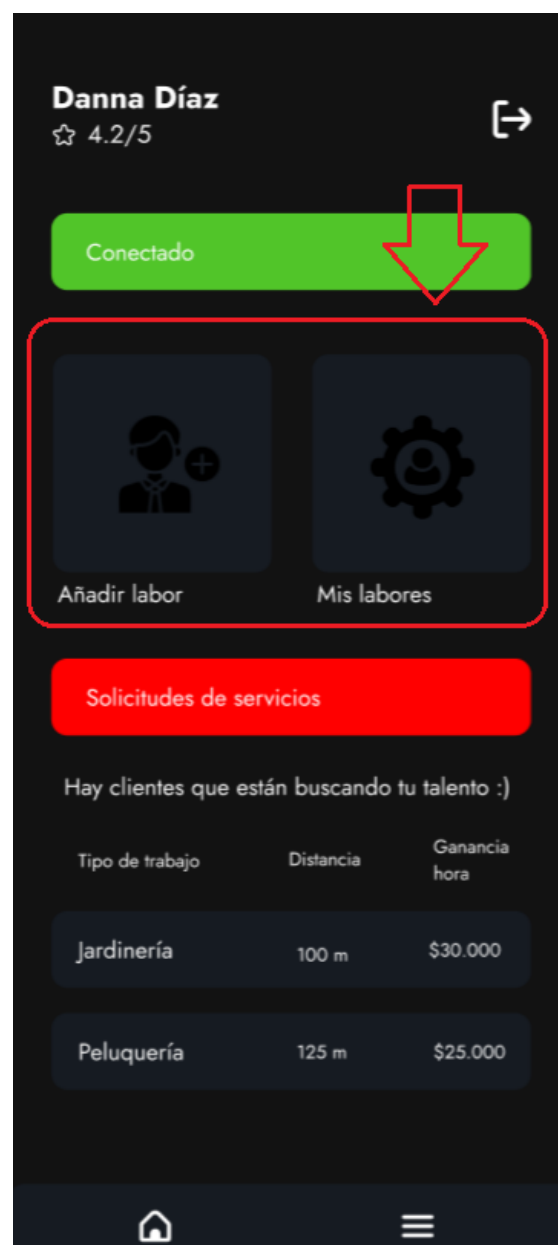 Danna Díaz
4.2/5
Conectado
Añadir labor
Mis labores
Solicitudes de servicios
Hay clientes que están buscando tu talento :)
Tipo de trabajo Distancia Ganancia hora
Jardinería 100 m $30.000
Peluquería 125 m $25.000